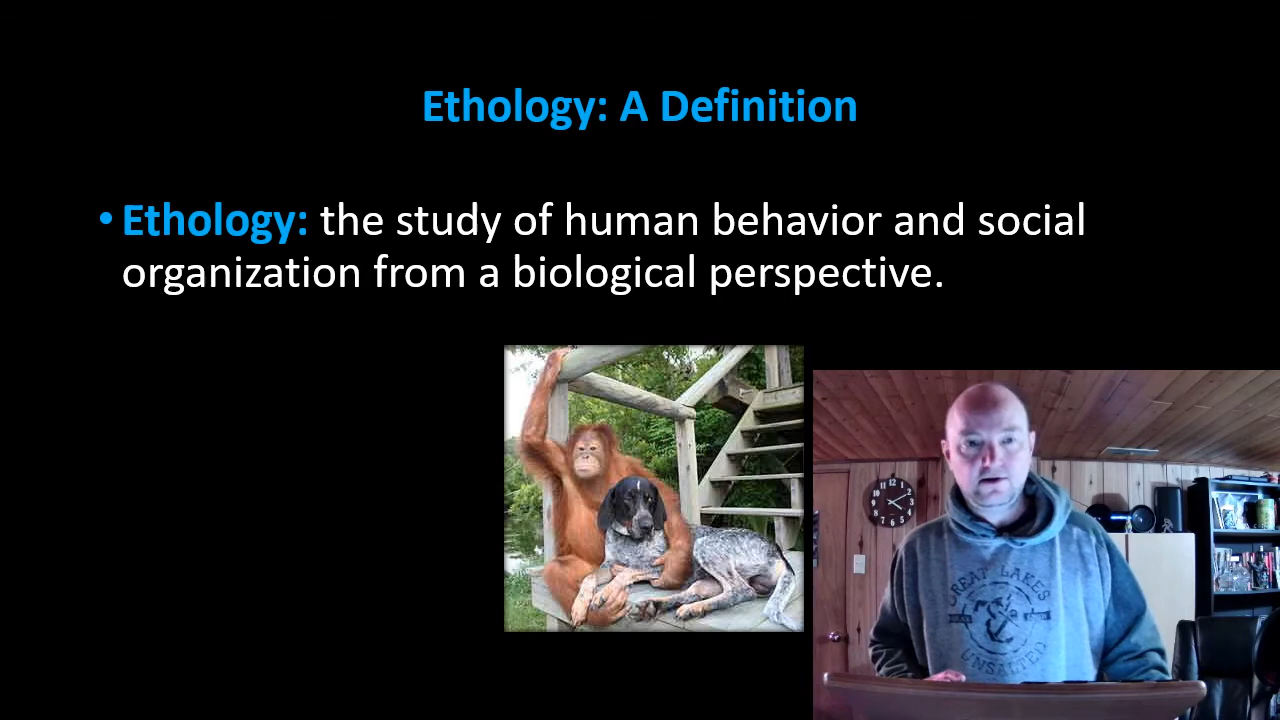 Ethology: A Definition
• Ethology: the study of human behavior and social
organization from a biological perspective.
GREAT LAKES
UNSALTED